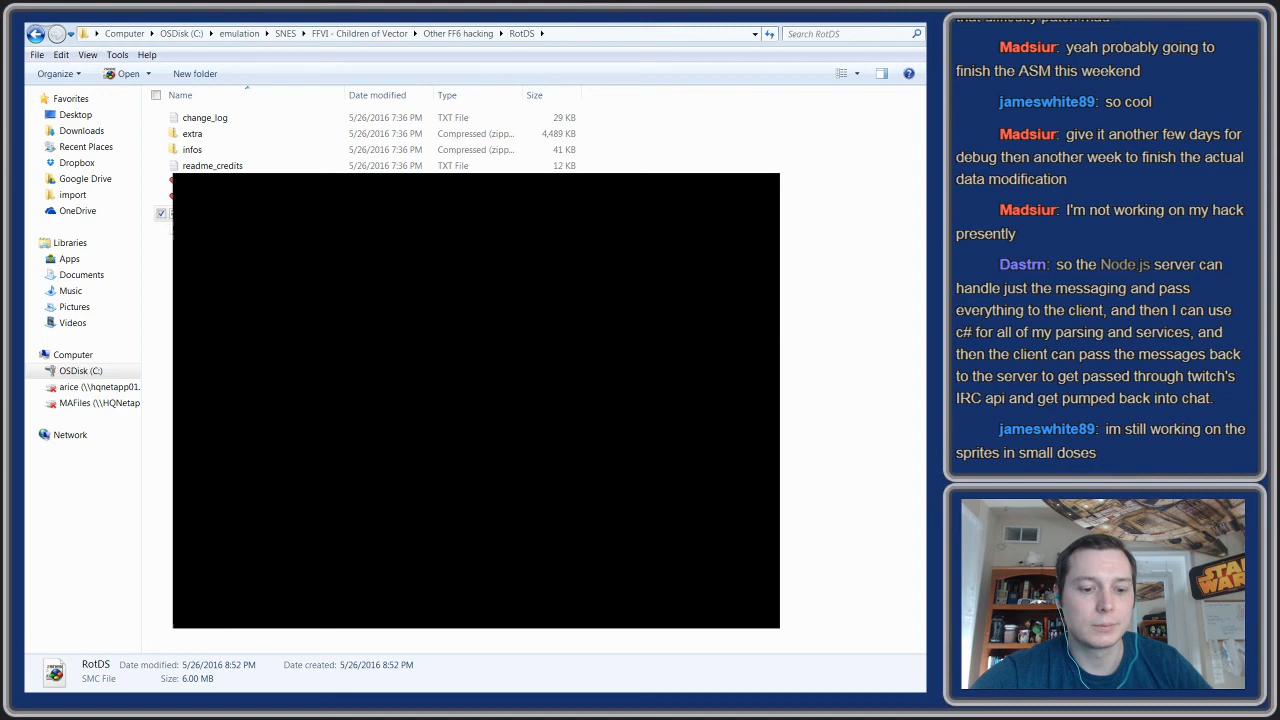 Computer ▸ OSDisk (C:) ▸ emulation ▸ SNES ▸ FFVI - Children of Vector ▸ Other FF6 hacking ▸ RotDS ▸
Search RotDS
File Edit View Tools Help
Organize Open New folder
Name Date modified Type Size
change_log 5/26/2016 7:36 PM TXT File 29 KB
extra 5/26/2016 7:36 PM Compressed (zipp... 4,489 KB
infos 5/26/2016 7:36 PM Compressed (zipp... 41 KB
readme_credits 5/26/2016 7:36 PM TXT File 12 KB
Favorites
Desktop
Downloads
Recent Places
Dropbox
Google Drive
import
OneDrive
Libraries
Apps
Documents
Music
Pictures
Videos
Computer
OSDisk (C:)
arice (\\hqnetapp01.
MAFiles (\\HQNetap
Network
RotDS Date modified: 5/26/2016 8:52 PM Date created: 5/26/2016 8:52 PM
SMC File Size: 6.00 MB
Madsiur: yeah probably going to
finish the ASM this weekend
jameswhite89: so cool
Madsiur: give it another few days for
debug then another week to finish the actual
data modification
Madsiur: I'm not working on my hack
presently
Dastrn: so the Node.js server can
handle just the messaging and pass
everything to the client, and then I can use
c# for all of my parsing and services, and
then the client can pass the messages back
to the server to get passed through twitch's
IRC api and get pumped back into chat.
jameswhite89: im still working on the
sprites in small doses
STAR
WAR